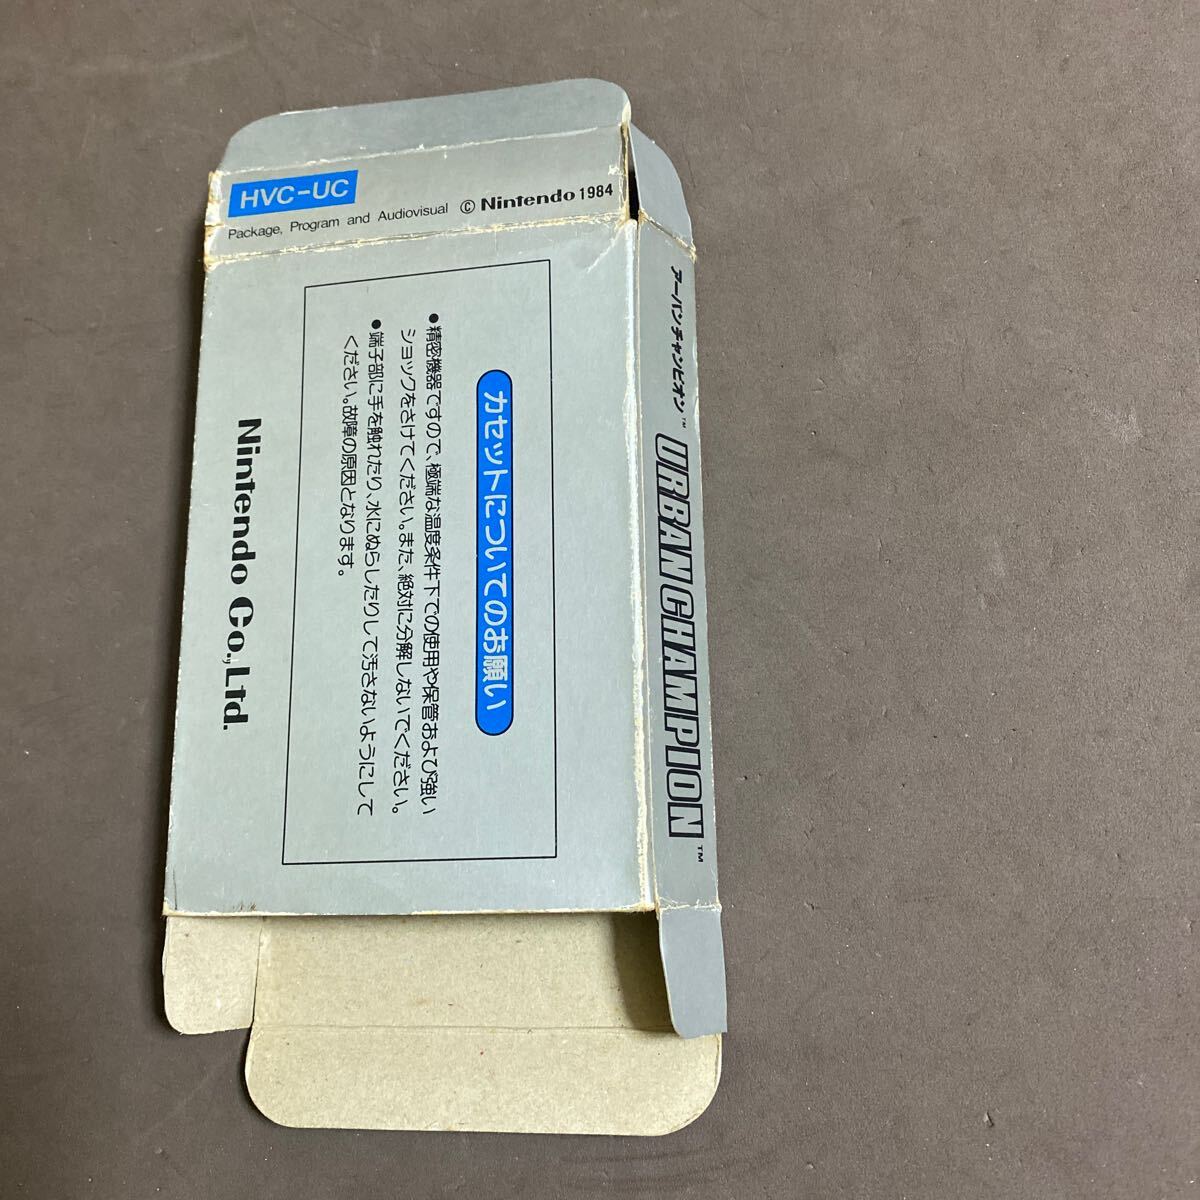 HVC-UC
Package, Program and Audiovisual © Nintendo 1984
カセットについてのお願い
●精密機器ですので、極端な温度条件下での使用や保管および強い
ショックをさけてください。また、絶対に分解しないでください。
●端子部に手を触れたり、水にぬらしたりして汚さないようにして
ください。故障の原因となります。
Nintendo Co., Ltd.
アーバンチャンピオン™ URBAN CHAMPION™